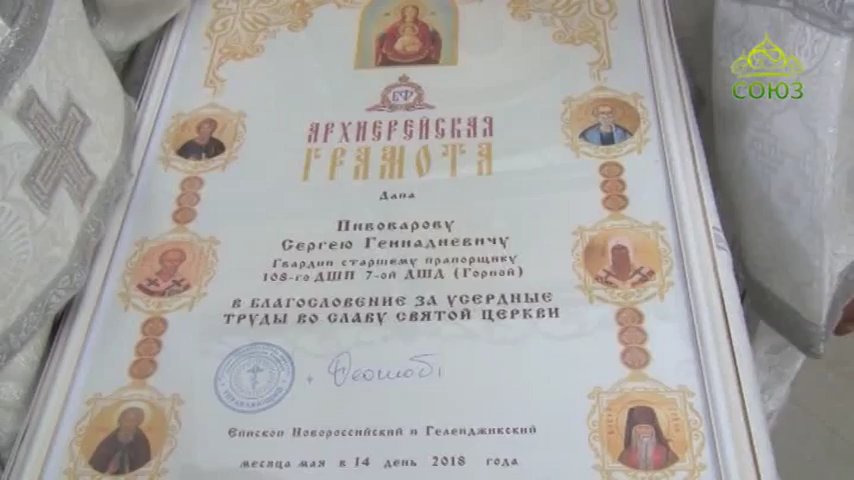 СОЮЗ
АРХИЕРЕЙСКАЯ
ГРАМОТА
Дана
Пивоварову
Сергею Геннадиевичу
Гвардии старшему прапорщику
108-го ДШП 7-ой ДШД (Горной)
В БЛАГОСЛОВЕНИЕ ЗА УСЕРДНЫЕ
ТРУДЫ ВО СЛАВУ СВЯТОЙ ЦЕРКВИ
Епископ Новороссийский и Геленджикский
месяца мая в 14 день 2018 года